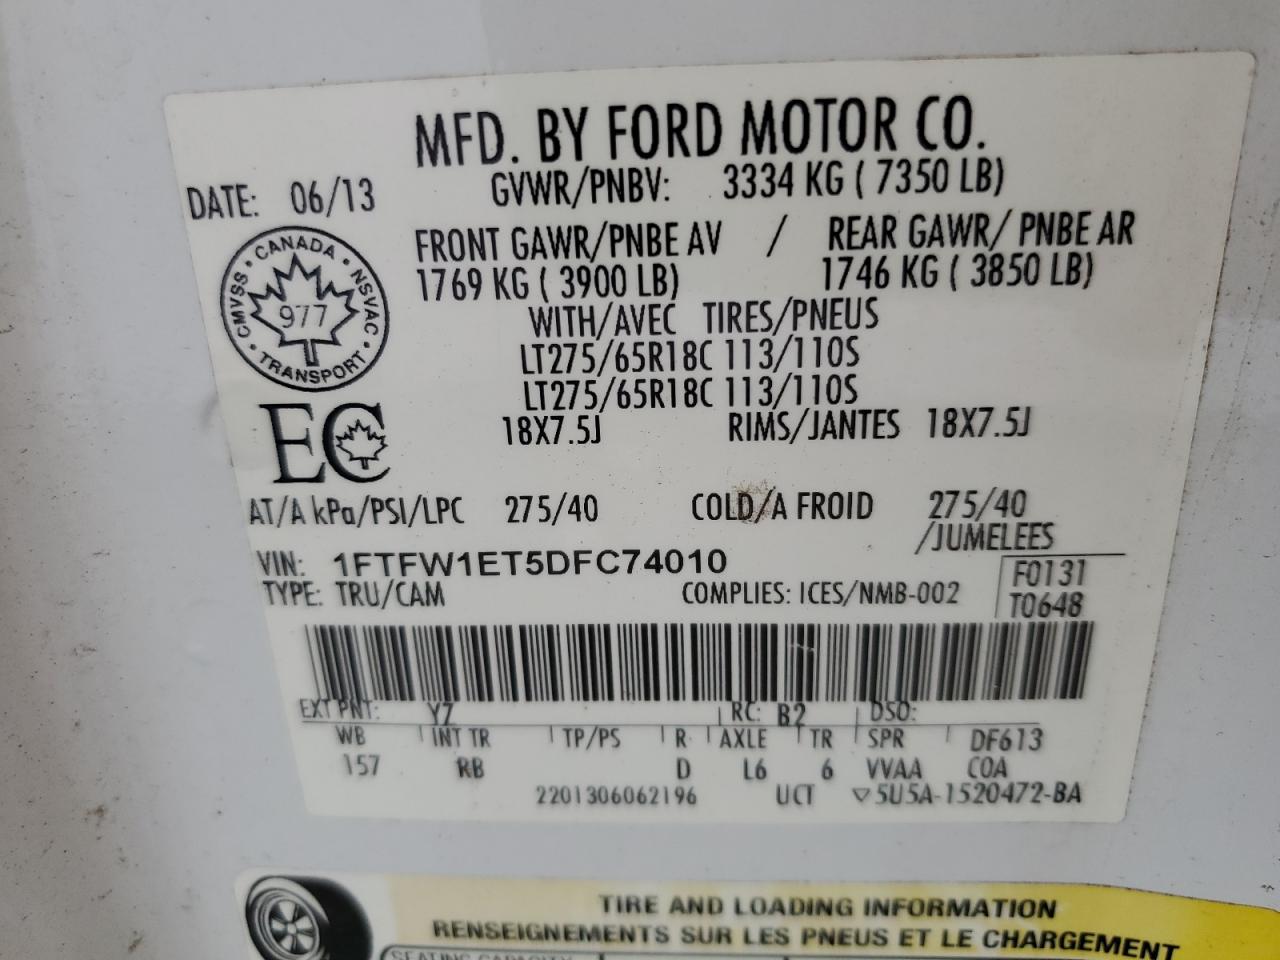 MFD. BY FORD MOTOR CO.
DATE: 06/13
GVWR/PNBV: 3334 KG ( 7350 LB)
FRONT GAWR/PNBE AV / REAR GAWR/ PNBE AR
1769 KG ( 3900 LB) 1746 KG ( 3850 LB)
CMVSS • CANADA • NSVAC • TRANSPORT •
977
WITH/AVEC TIRES/PNEUS
LT275/65R18C 113/110S
LT275/65R18C 113/110S
EC
18X7.5J RIMS/JANTES 18X7.5J
AT/A kPa/PSI/LPC 275/40 COLD/A FROID 275/40
/JUMELEES
VIN: 1FTFW1ET5DFC74010
F0131
TYPE: TRU/CAM COMPLIES: ICES/NMB-002
T0648
EXT PNT: YZ RC: B2 DSO:
WB INT TR TP/PS R AXLE TR SPR DF613
157 RB D L6 6 VVAA COA
2201306062196 UCT ▽5U5A-1520472-BA
TIRE AND LOADING INFORMATION
RENSEIGNEMENTS SUR LES PNEUS ET LE CHARGEMENT
SEATING CAPACITY